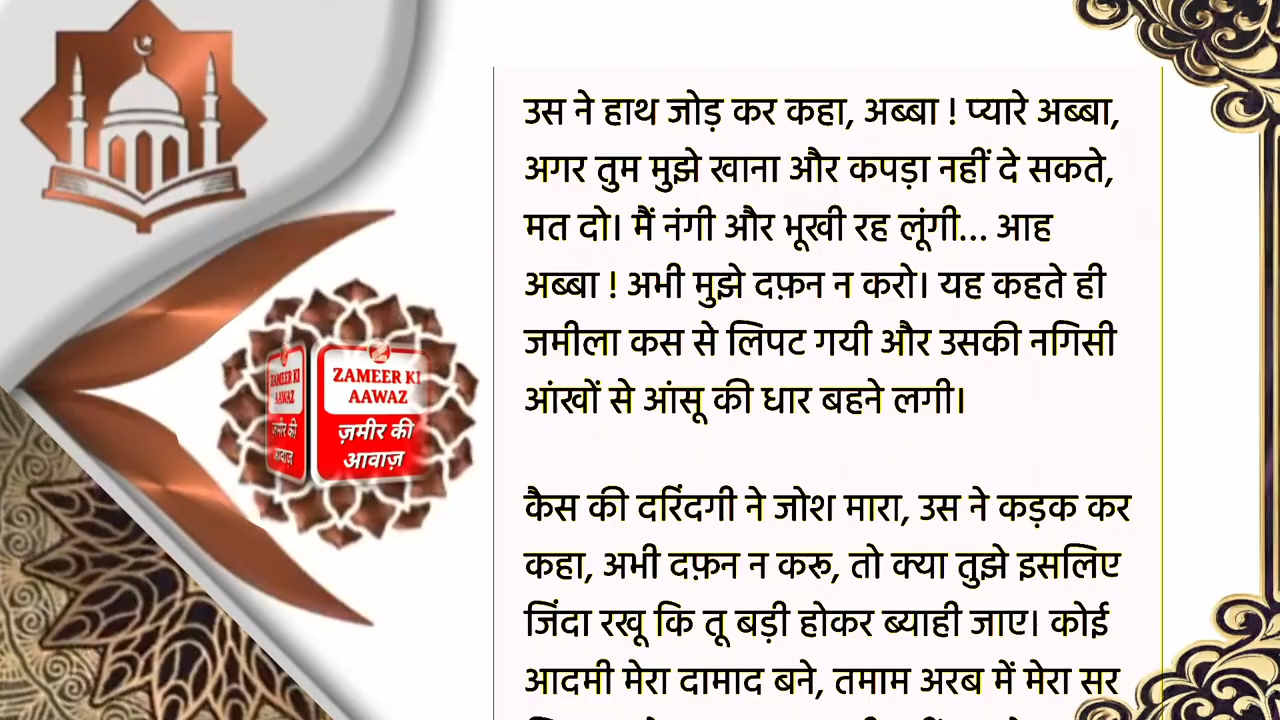 उस ने हाथ जोड़ कर कहा, अब्बा ! प्यारे अब्बा,
अगर तुम मुझे खाना और कपड़ा नहीं दे सकते,
मत दो। मैं नंगी और भूखी रह लूंगी... आह
अब्बा ! अभी मुझे दफ़न न करो। यह कहते ही
जमीला कस से लिपट गयी और उसकी नगिसी
आंखों से आंसू की धार बहने लगी।
कैस की दरिंदगी ने जोश मारा, उस ने कड़क कर
कहा, अभी दफ़न न करू, तो क्या तुझे इसलिए
जिंदा रखू कि तू बड़ी होकर ब्याही जाए। कोई
आदमी मेरा दामाद बने, तमाम अरब में मेरा सर
ZAMEER KI
AAWAZ
ज़मीर की
आवाज़
ZAMEER KI
AAWAZ
ज़मीर की
आवाज़